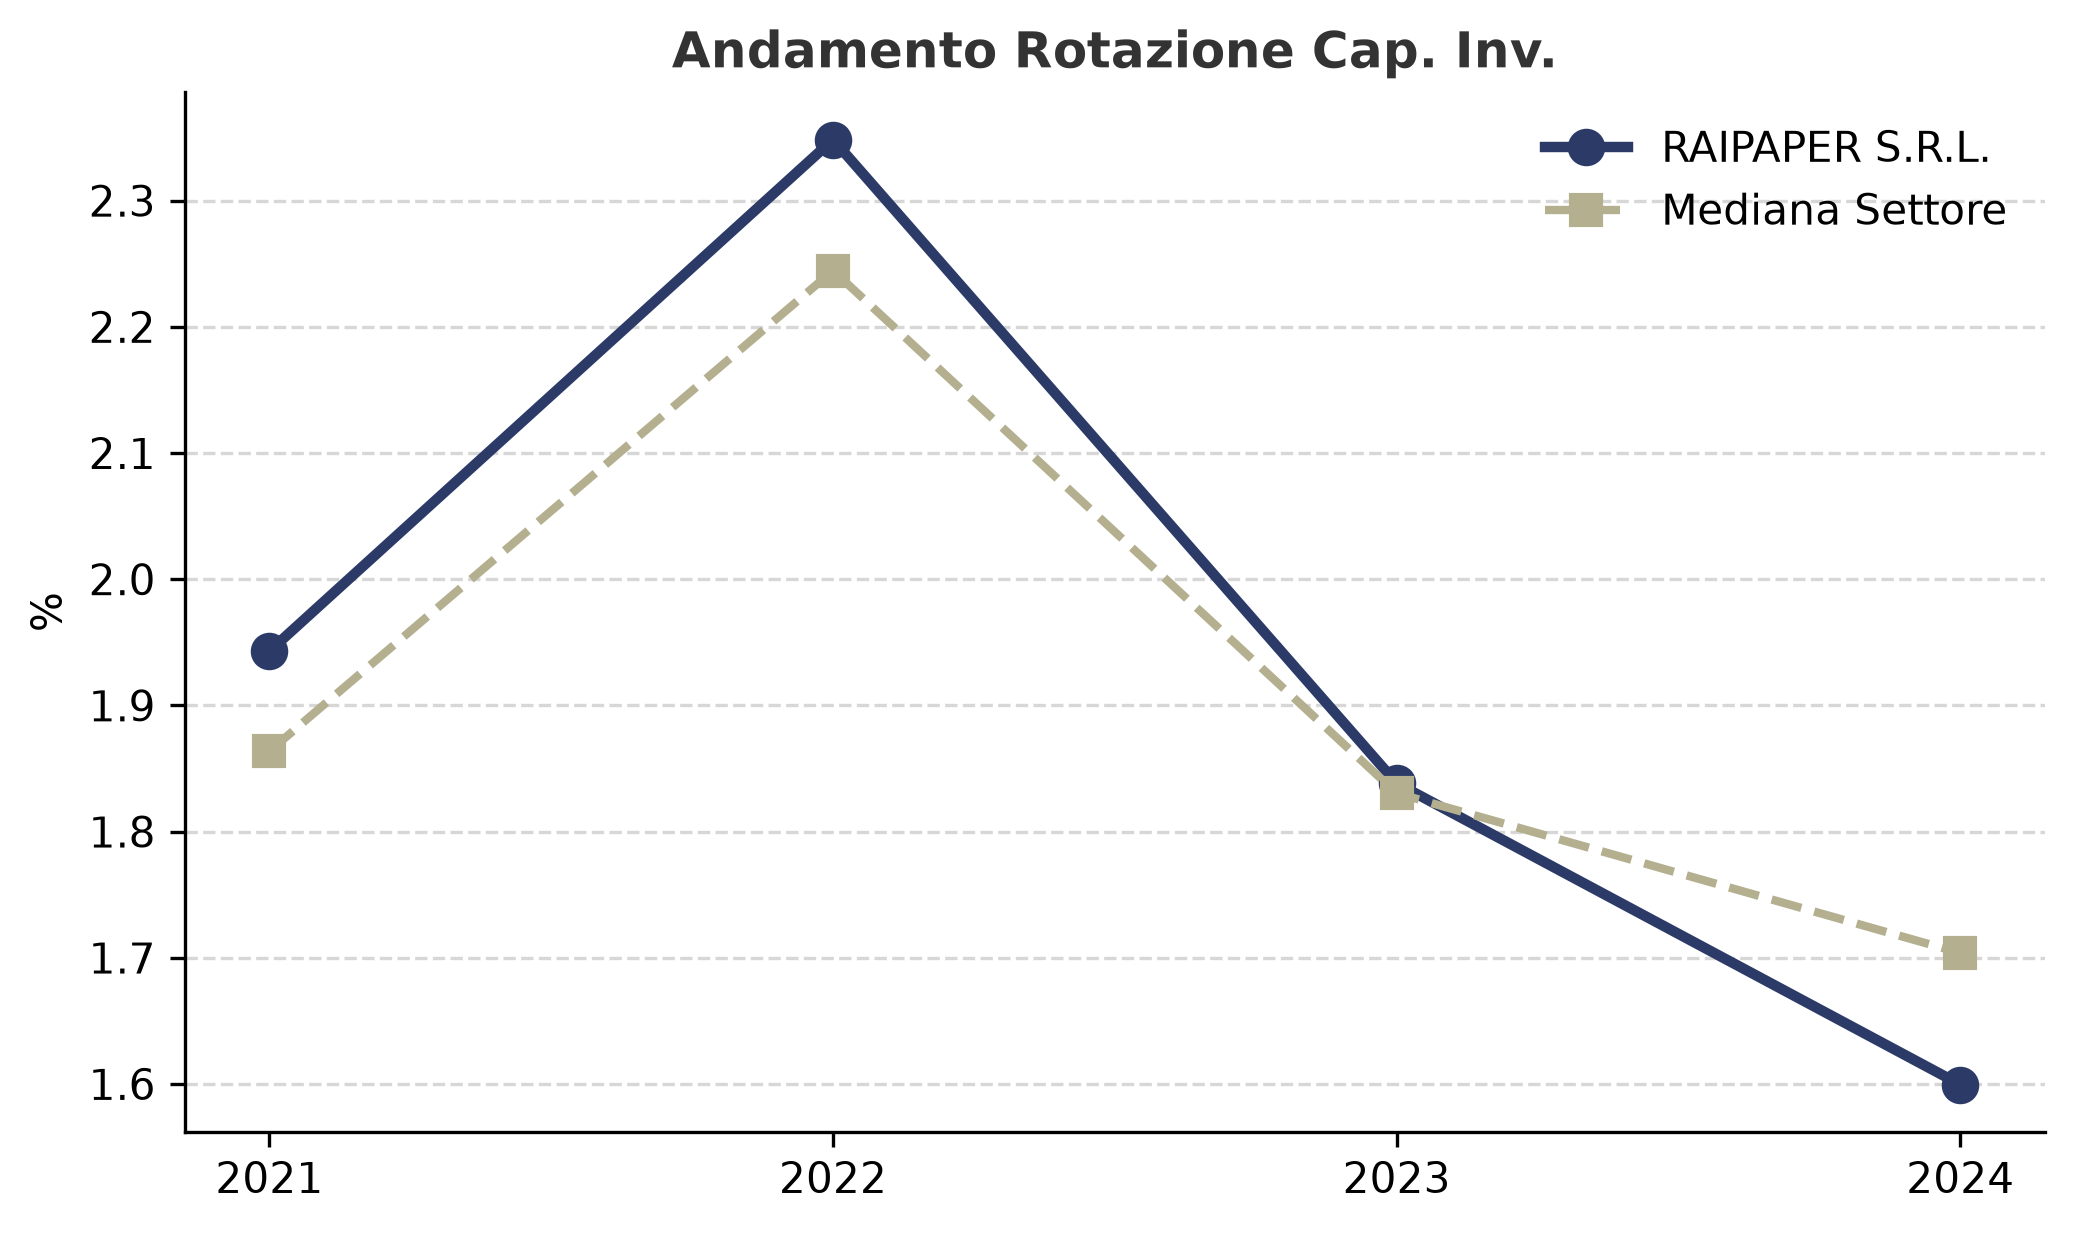 Andamento Rotazione Cap. Inv.
RAIPAPER S.R.L.
Mediana Settore
%
2.3
2.2
2.1
2.0
1.9
1.8
1.7
1.6
2021 2022 2023 2024